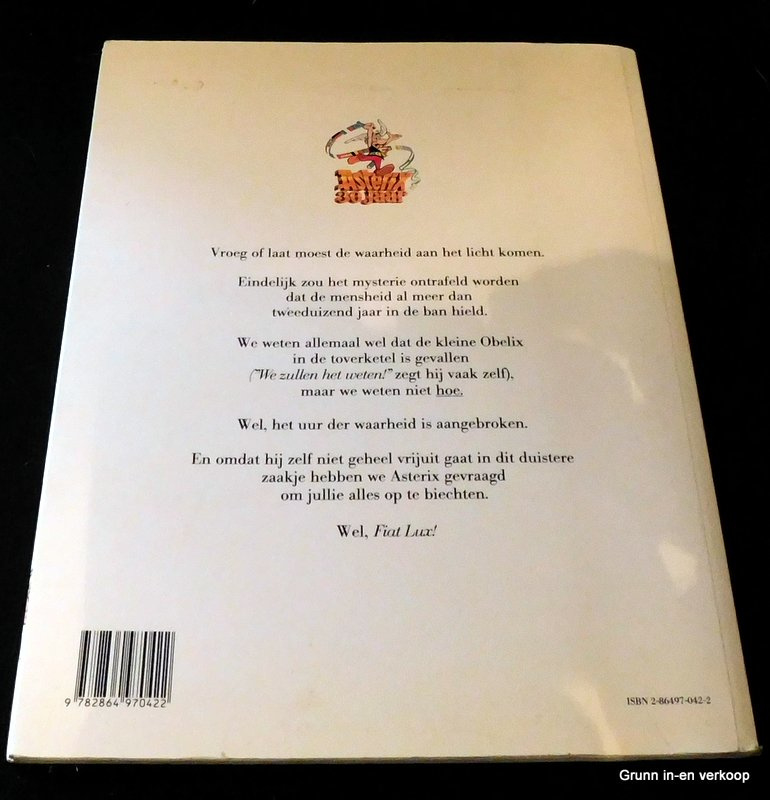 Asterix
30 jaar
Vroeg of laat moest de waarheid aan het licht komen.
Eindelijk zou het mysterie ontrafeld worden
dat de mensheid al meer dan
tweeduizend jaar in de ban hield.
We weten allemaal wel dat de kleine Obelix
in de toverketel is gevallen
("We zullen het weten!" zegt hij vaak zelf),
maar we weten niet hoe.
Wel, het uur der waarheid is aangebroken.
En omdat hij zelf niet geheel vrijuit gaat in dit duistere
zaakje hebben we Asterix gevraagd
om jullie alles op te biechten.
Wel, Fiat Lux!
9 782864 970422
ISBN 2-86497-042-2
Grunn in-en verkoop